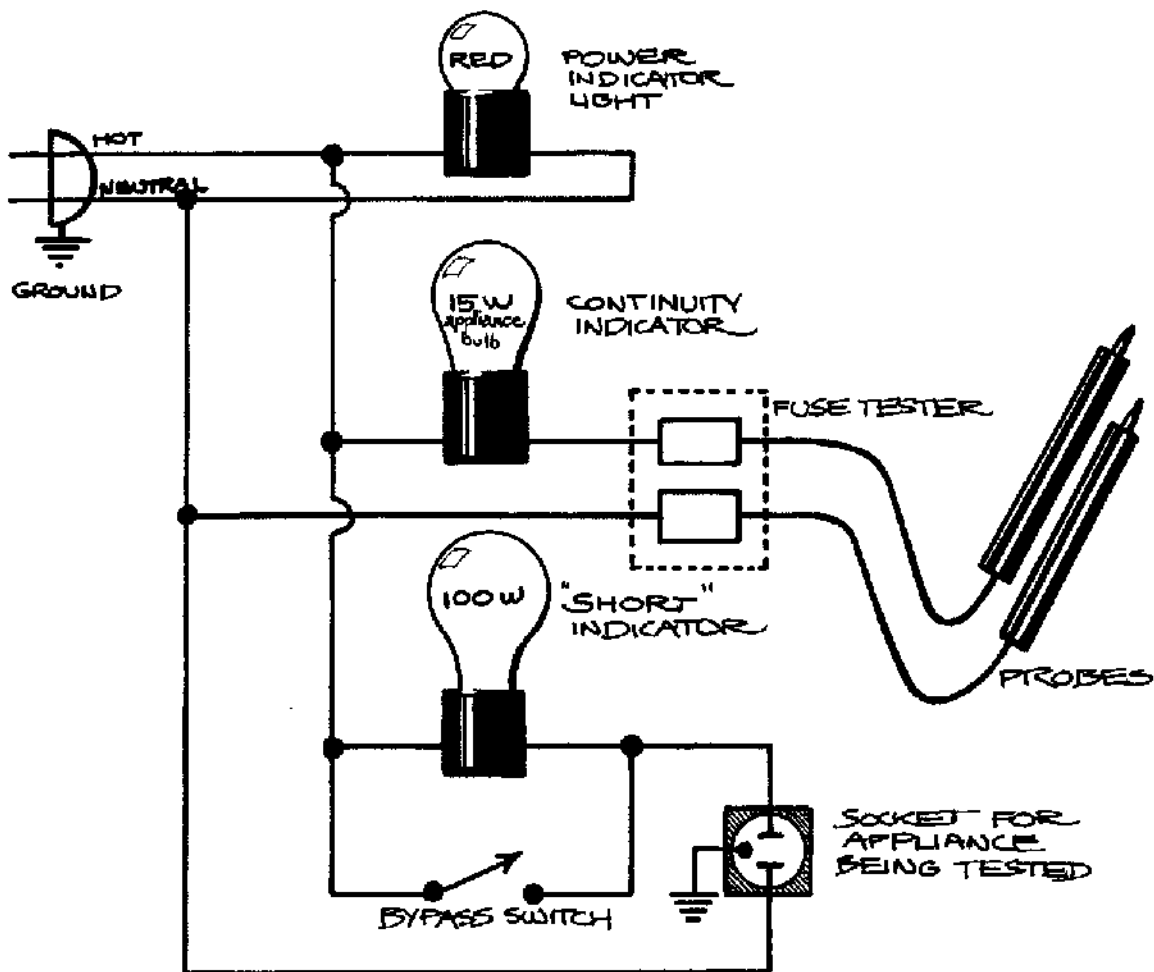 RED
POWER
INDICATOR
LIGHT
HOT
NEUTRAL
GROUND
15 W
appliance
bulb
CONTINUITY
INDICATOR
FUSE TESTER
100 W
"SHORT"
INDICATOR
PROBES
SOCKET FOR
APPLIANCE
BEING TESTED
BYPASS SWITCH